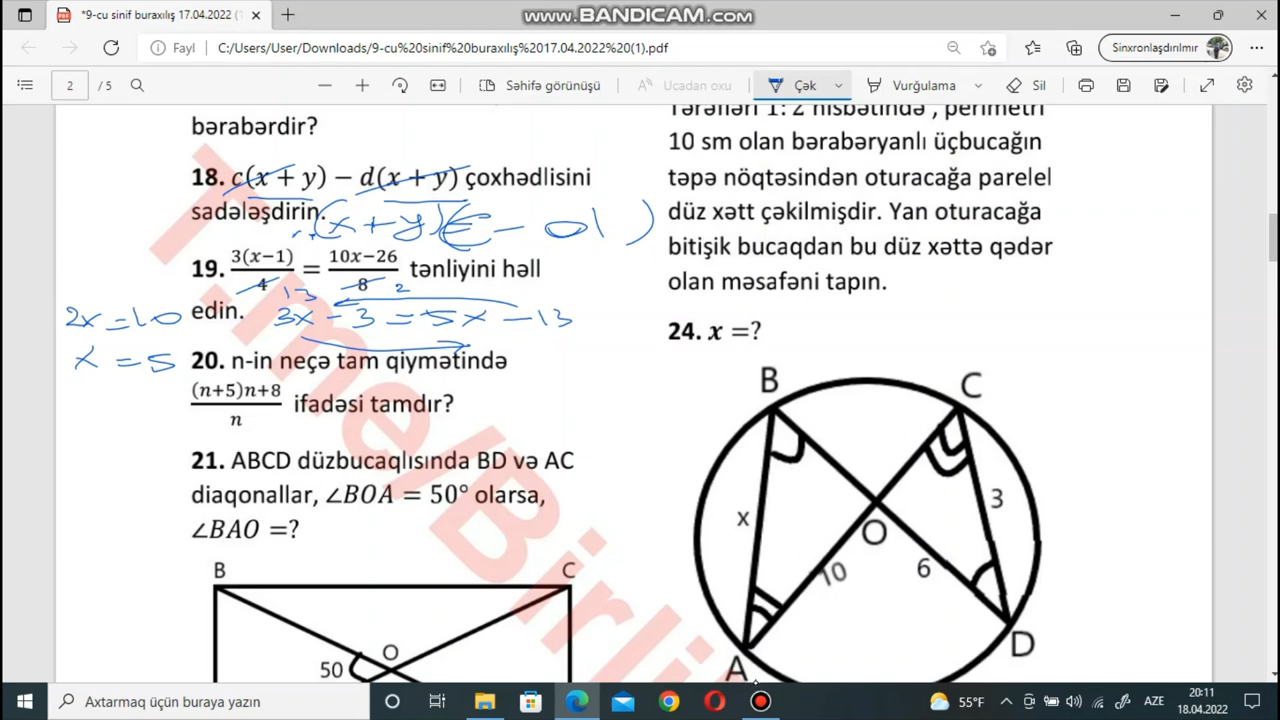 *9-cu sinif buraxılış 17.04.2022 (1
www.BANDICAM.com
Fayl
C:/Users/User/Downloads/9-cu%20sinif%20buraxılış%2017.04.2022%20(1).pdf
Sinxronlaşdırılmır
2 / 5
Səhifə görünüşü
Ucadan oxu
Çək
Vurğulama
Sil
bərabərdir?
18. c(x + y) − d(x + y) çoxhədlisini
sadələşdirin.
(x+y)(c - d)
19. 3(x−1)/4 = 10x−26/8 tənliyini həll
13
2
edin.
3x - 3 = 5x - 13
2x = 10
x = 5
20. n-in neçə tam qiymətində
(n+5)n+8/n ifadəsi tamdır?
21. ABCD düzbucaqlısında BD və AC
diaqonallar, ∠BOA = 50° olarsa,
∠BAO =?
B
C
O
50
Tərəfləri 1: 2 nisbətində , perimetri
10 sm olan bərabəryanlı üçbucağın
təpə nöqtəsindən oturacağa parelel
düz xətt çəkilmişdir. Yan oturacağa
bitişik bucaqdan bu düz xəttə qədər
olan məsafəni tapın.
24. x =?
B
C
x
3
O
10
6
D
A
T.me/Birli
Axtarmaq üçün buraya yazın
55°F
AZE
20:11
18.04.2022